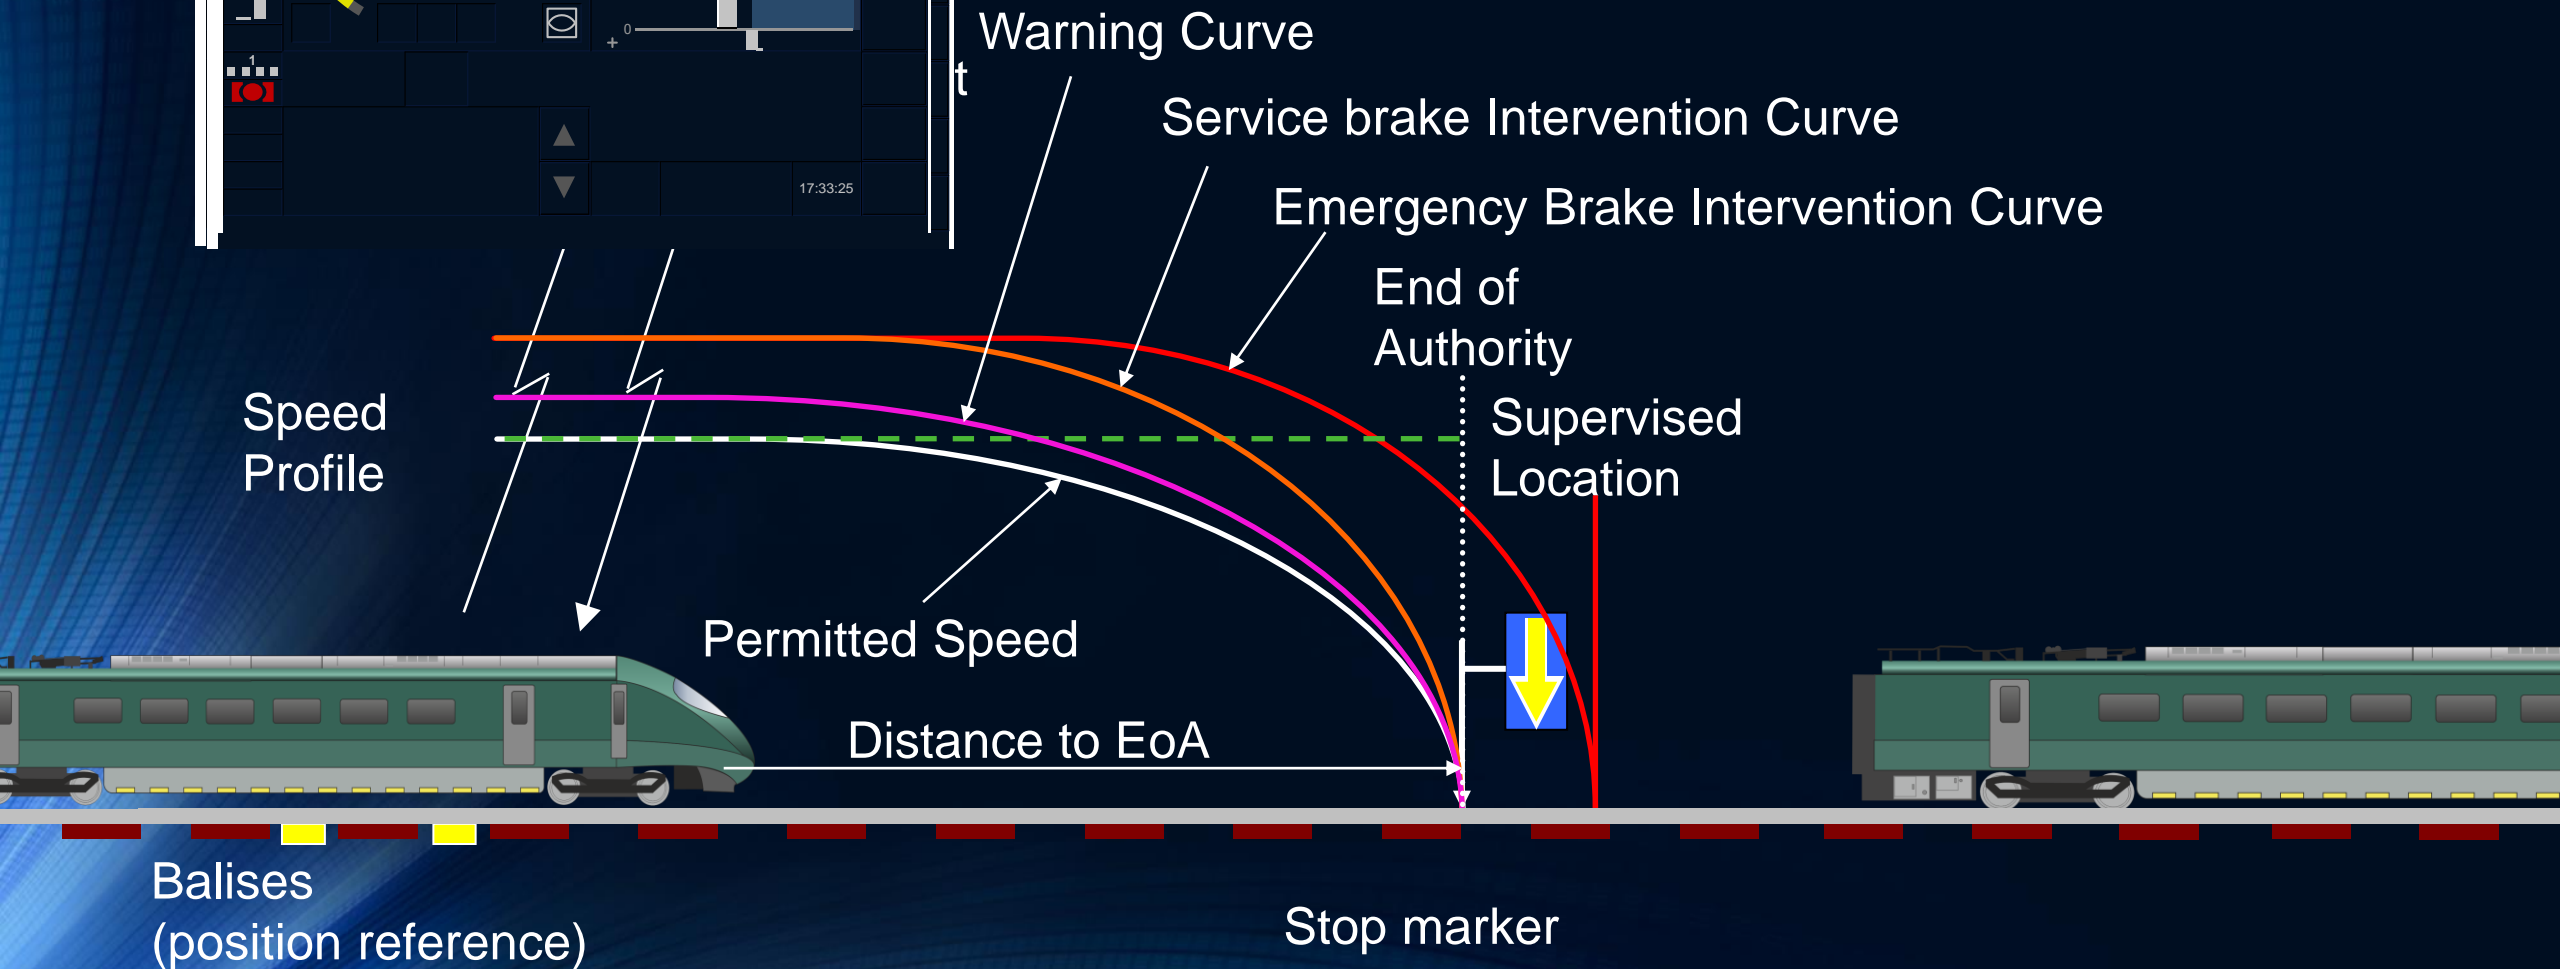 0
+
1
17:33:25
Warning Curve
t
Service brake Intervention Curve
Emergency Brake Intervention Curve
End of
Authority
Speed
Profile
Supervised
Location
Permitted Speed
Distance to EoA
Balises
(position reference)
Stop marker